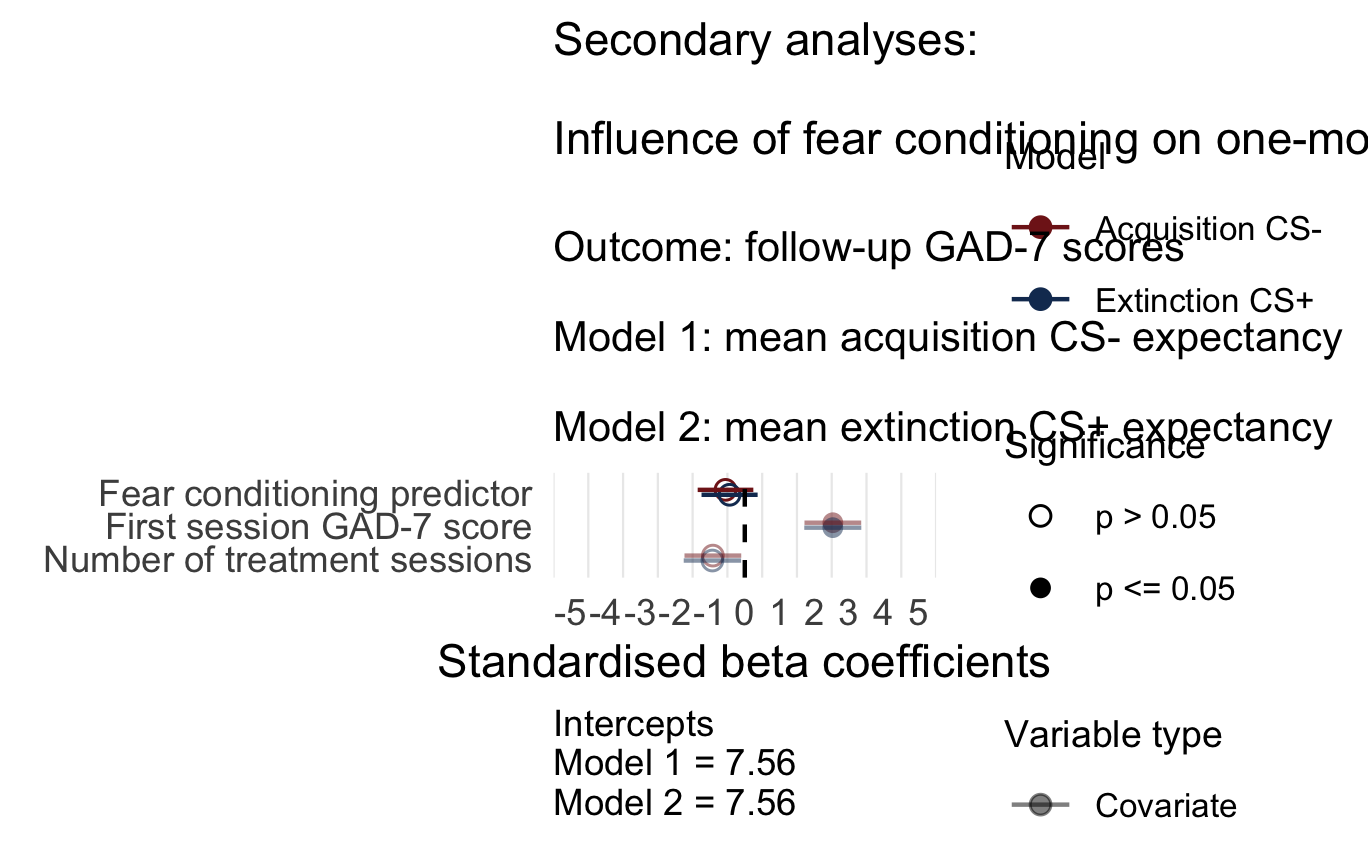 Secondary analyses:
Influence of fear conditioning on one-mo
Outcome: follow-up GAD-7 scores
Model 1: mean acquisition CS- expectancy
Model 2: mean extinction CS+ expectancy
Fear conditioning predictor
First session GAD-7 score
Number of treatment sessions
-5 -4 -3 -2 -1 0 1 2 3 4 5
Standardised beta coefficients
Intercepts
Model 1 = 7.56
Model 2 = 7.56
Model
Acquisition CS-
Extinction CS+
Significance
p > 0.05
p <= 0.05
Variable type
Covariate